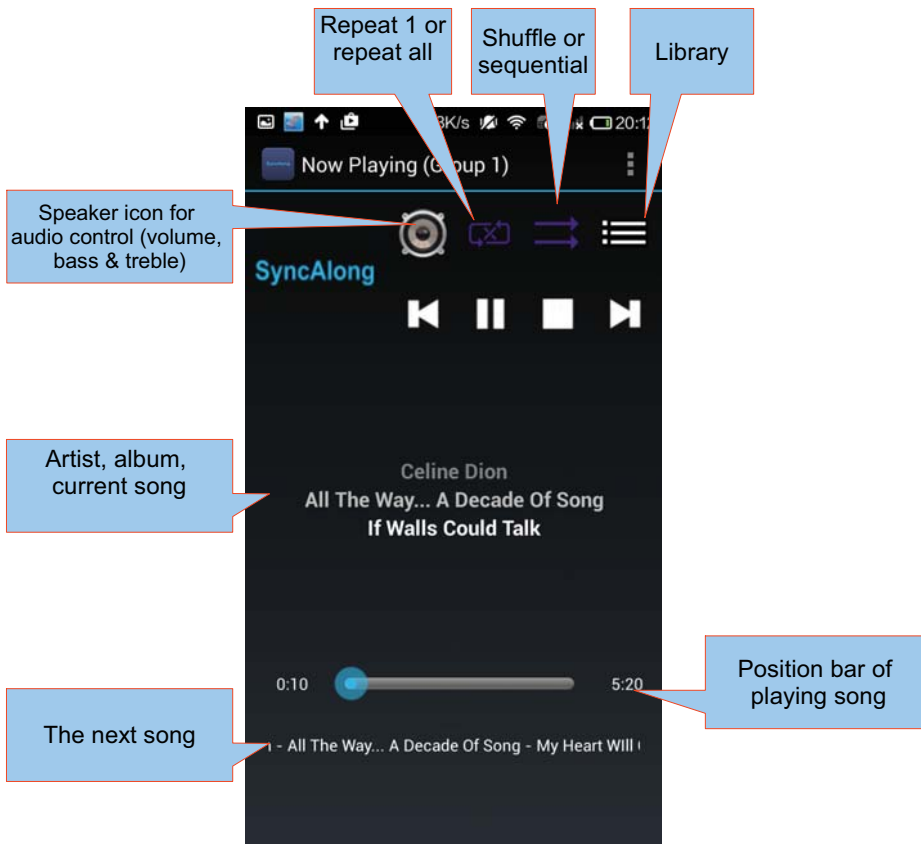 Repeat 1 or
repeat all
Shuffle or
sequential
Library
3K/s 20:12
Now Playing (Group 1)
Speaker icon for
audio control (volume,
bass & treble)
SyncAlong
Artist, album,
current song
Celine Dion
All The Way... A Decade Of Song
If Walls Could Talk
0:10 5:20
Position bar of
playing song
The next song
- All The Way... A Decade Of Song - My Heart WIll